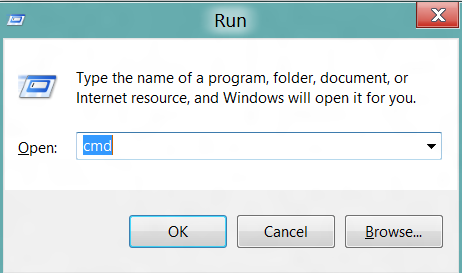 Run
Type the name of a program, folder, document, or
Internet resource, and Windows will open it for you.
Open: cmd
OK Cancel Browse...